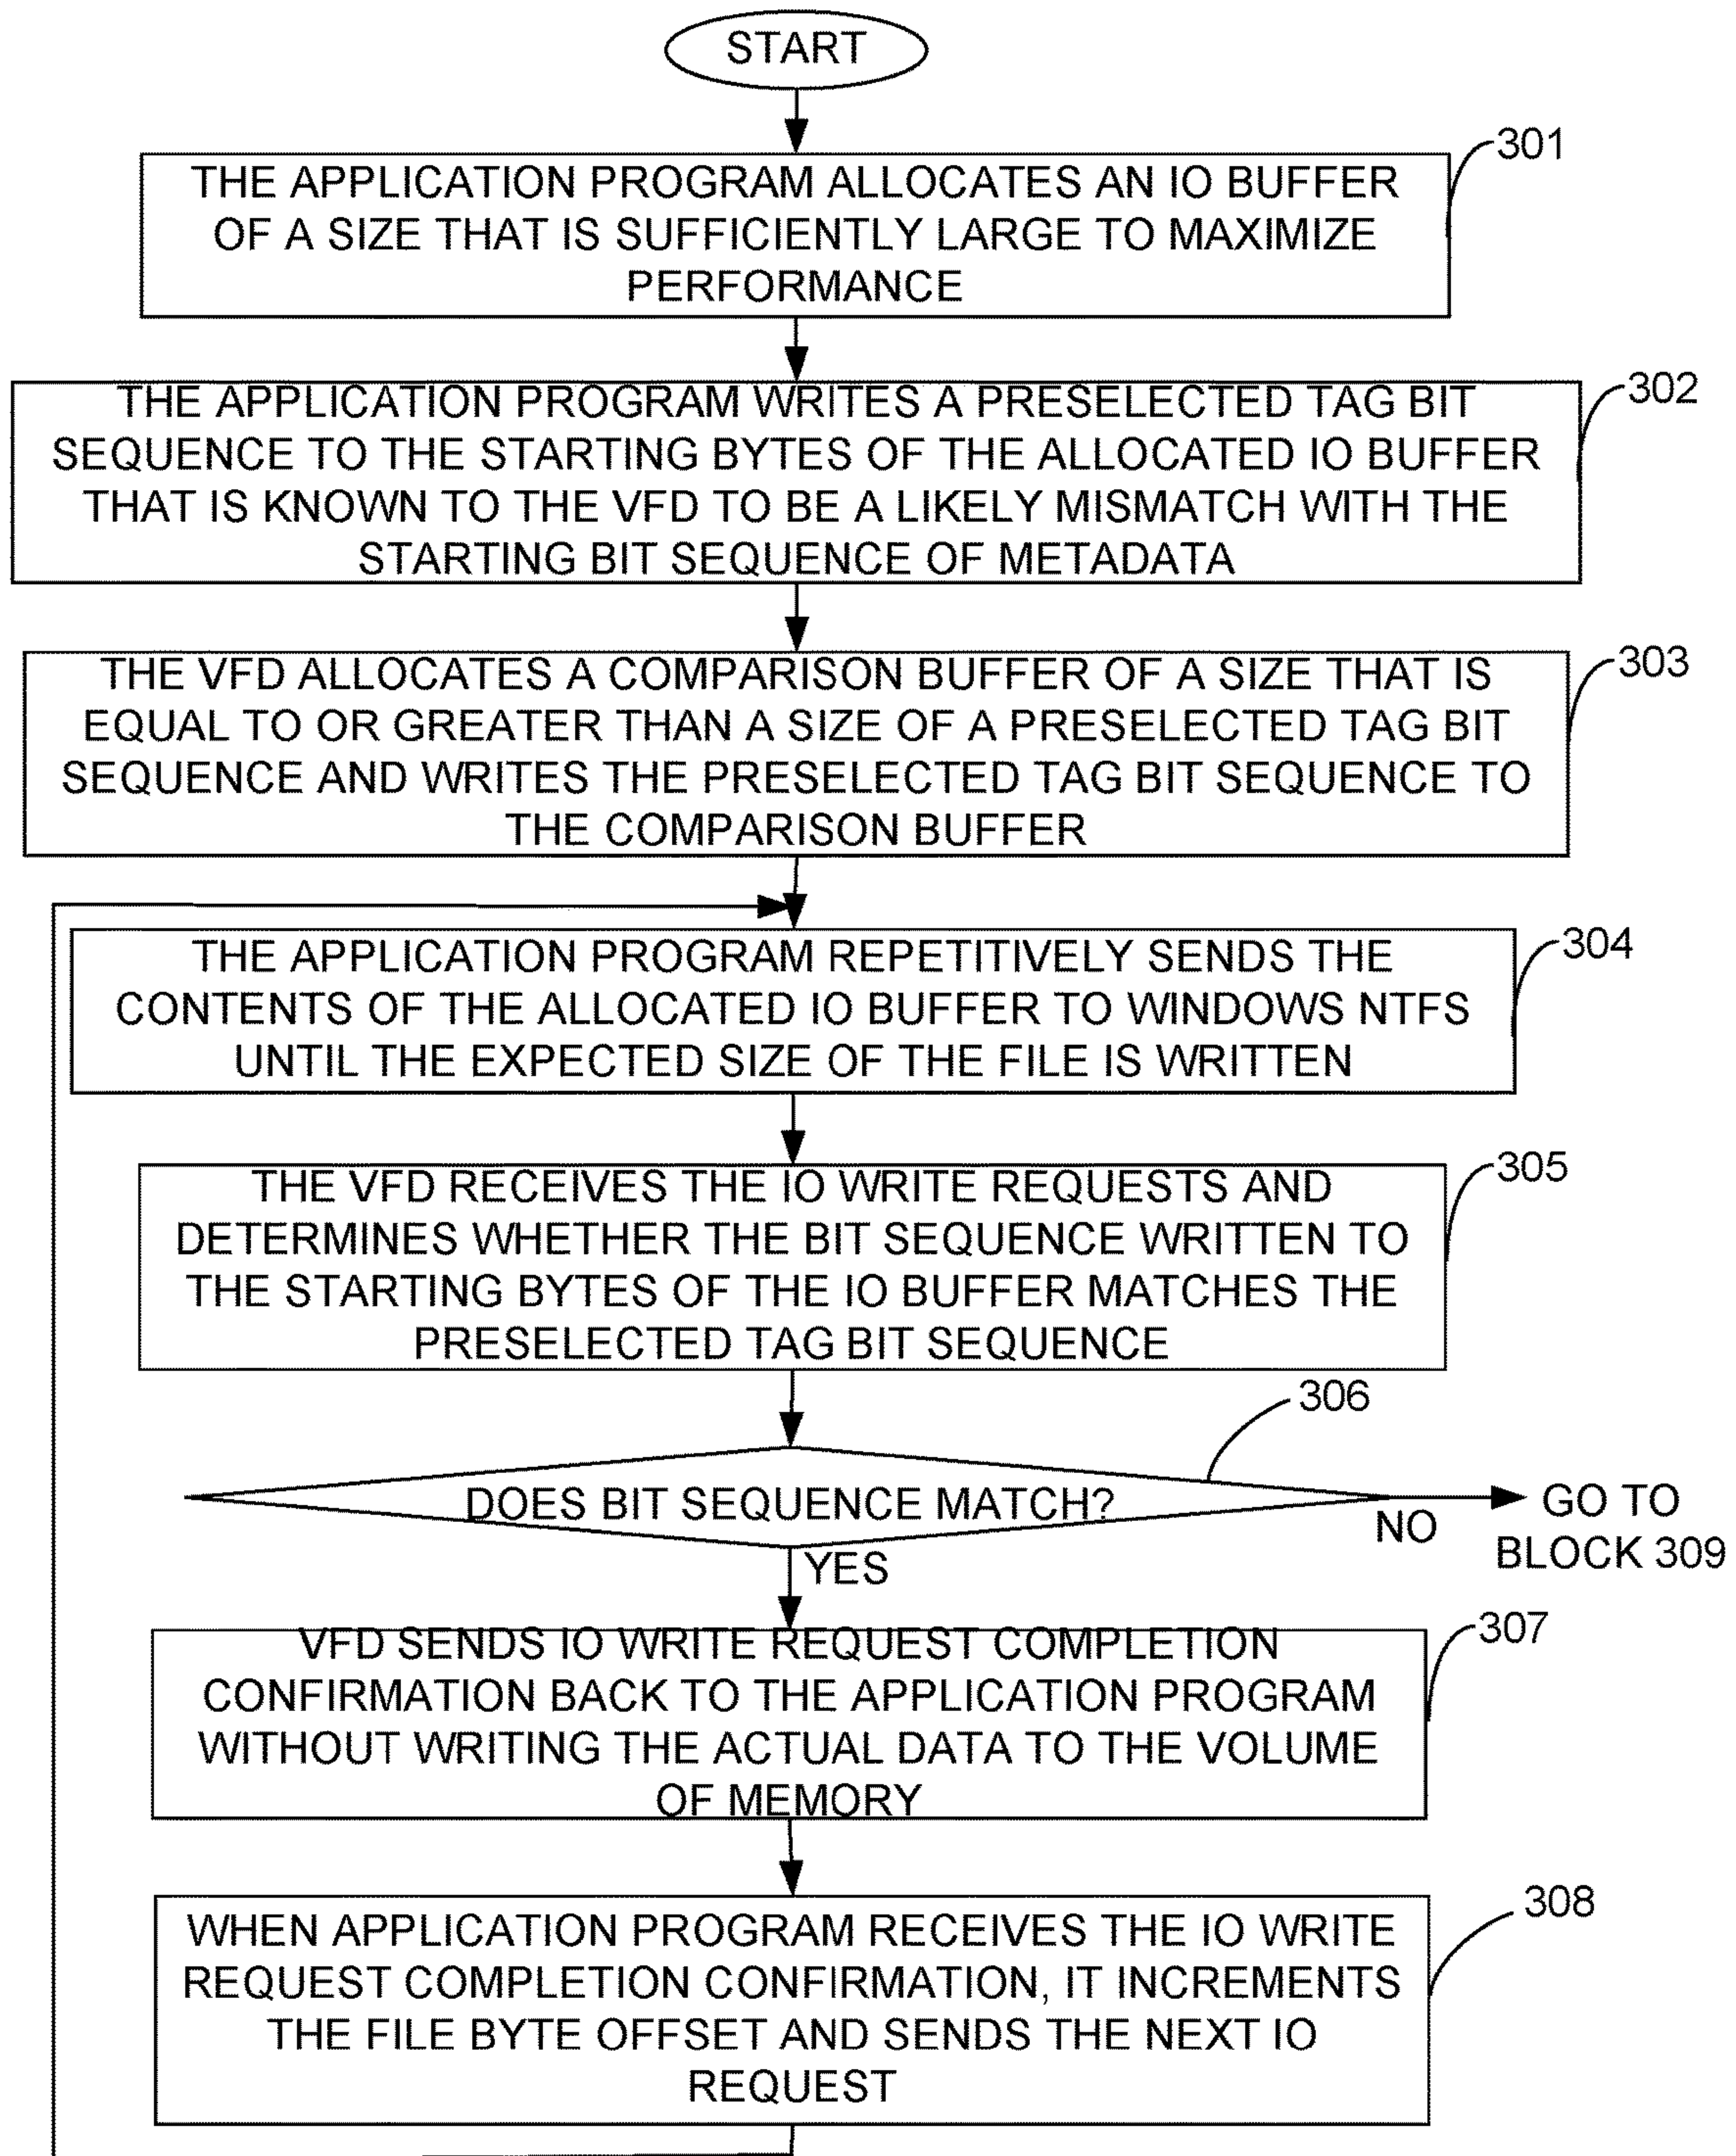 START
301
THE APPLICATION PROGRAM ALLOCATES AN IO BUFFER
OF A SIZE THAT IS SUFFICIENTLY LARGE TO MAXIMIZE
PERFORMANCE
302
THE APPLICATION PROGRAM WRITES A PRESELECTED TAG BIT
SEQUENCE TO THE STARTING BYTES OF THE ALLOCATED IO BUFFER
THAT IS KNOWN TO THE VFD TO BE A LIKELY MISMATCH WITH THE
STARTING BIT SEQUENCE OF METADATA
303
THE VFD ALLOCATES A COMPARISON BUFFER OF A SIZE THAT IS
EQUAL TO OR GREATER THAN A SIZE OF A PRESELECTED TAG BIT
SEQUENCE AND WRITES THE PRESELECTED TAG BIT SEQUENCE TO
THE COMPARISON BUFFER
304
THE APPLICATION PROGRAM REPETITIVELY SENDS THE
CONTENTS OF THE ALLOCATED IO BUFFER TO WINDOWS NTFS
UNTIL THE EXPECTED SIZE OF THE FILE IS WRITTEN
305
THE VFD RECEIVES THE IO WRITE REQUESTS AND
DETERMINES WHETHER THE BIT SEQUENCE WRITTEN TO
THE STARTING BYTES OF THE IO BUFFER MATCHES THE
PRESELECTED TAG BIT SEQUENCE
306
DOES BIT SEQUENCE MATCH?
NO
GO TO
BLOCK 309
YES
307
VFD SENDS IO WRITE REQUEST COMPLETION
CONFIRMATION BACK TO THE APPLICATION PROGRAM
WITHOUT WRITING THE ACTUAL DATA TO THE VOLUME
OF MEMORY
308
WHEN APPLICATION PROGRAM RECEIVES THE IO WRITE
REQUEST COMPLETION CONFIRMATION, IT INCREMENTS
THE FILE BYTE OFFSET AND SENDS THE NEXT IO
REQUEST